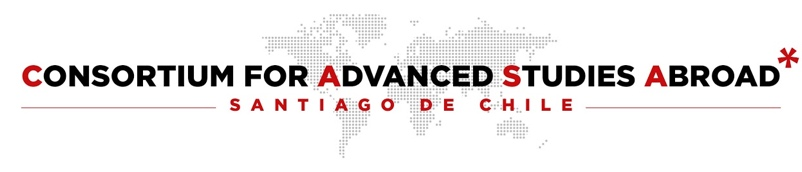 CONSORTIUM FOR ADVANCED STUDIES ABROAD*
SANTIAGO DE CHILE